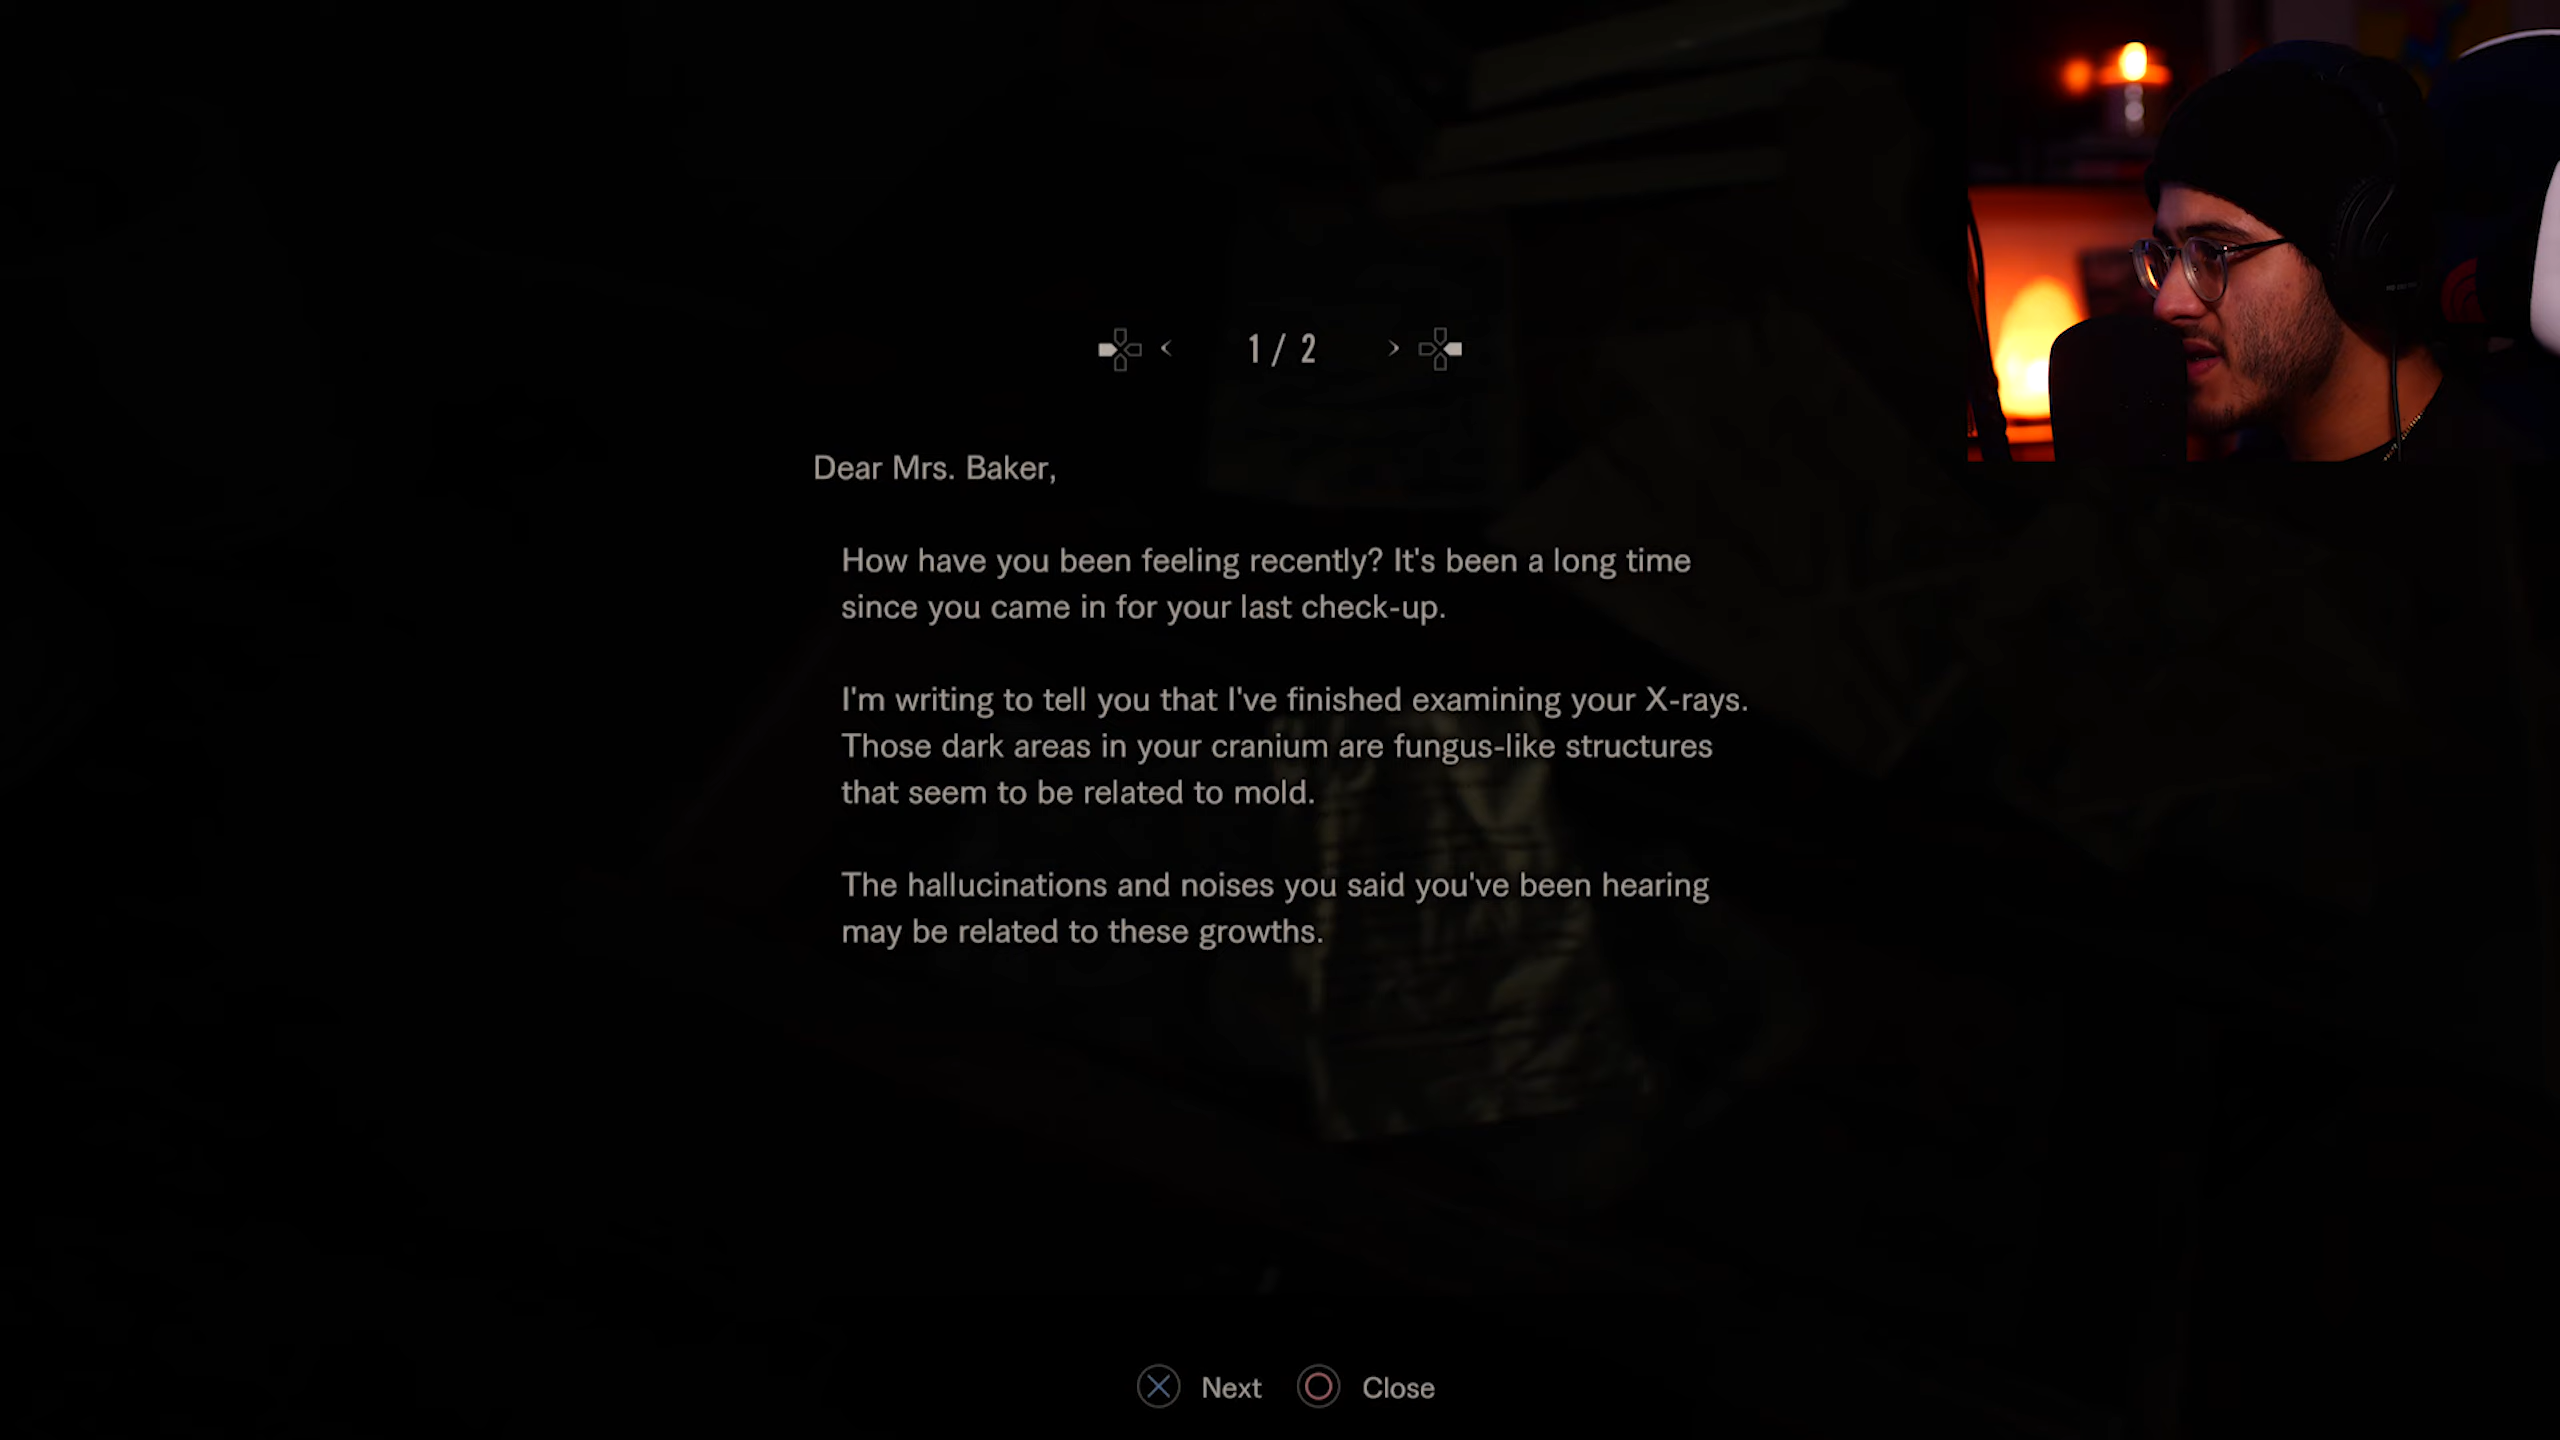 < 1 / 2 >
Dear Mrs. Baker,
How have you been feeling recently? It's been a long time
since you came in for your last check-up.
I'm writing to tell you that I've finished examining your X-rays.
Those dark areas in your cranium are fungus-like structures
that seem to be related to mold.
The hallucinations and noises you said you've been hearing
may be related to these growths.
Next Close